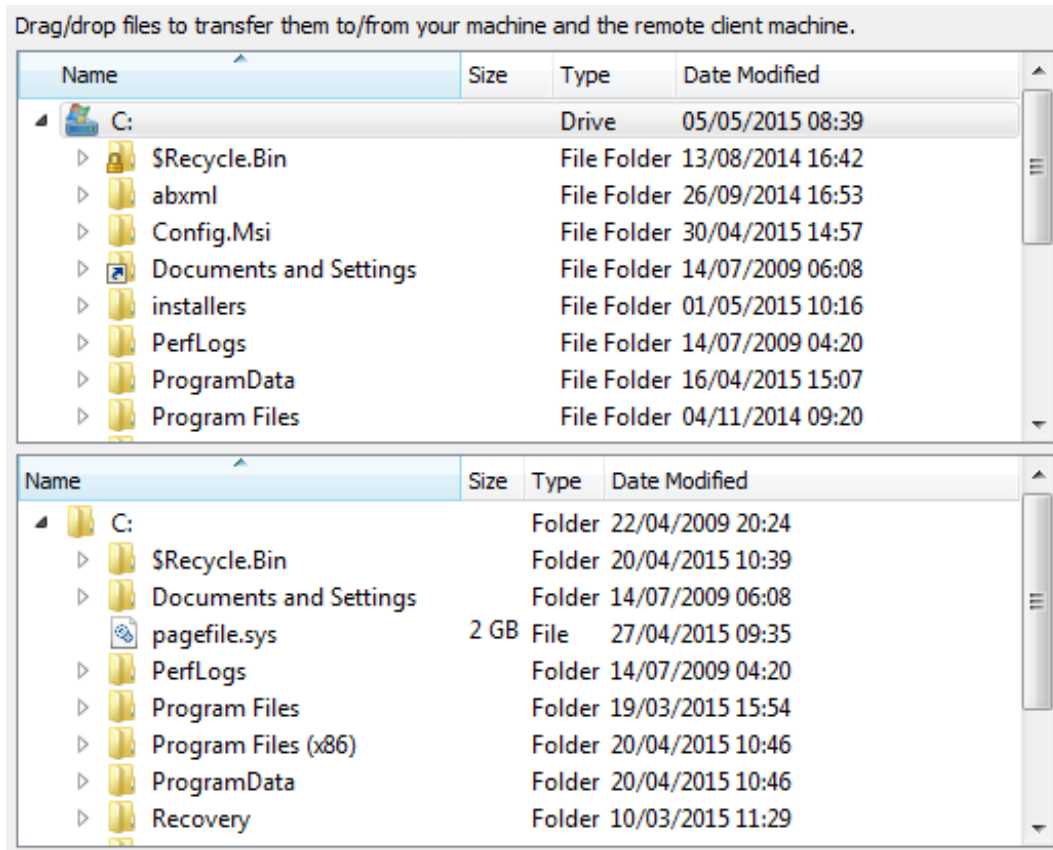 Drag/drop files to transfer them to/from your machine and the remote client machine.
Name Size Type Date Modified
C: Drive 05/05/2015 08:39
$Recycle.Bin File Folder 13/08/2014 16:42
abxml File Folder 26/09/2014 16:53
Config.Msi File Folder 30/04/2015 14:57
Documents and Settings File Folder 14/07/2009 06:08
installers File Folder 01/05/2015 10:16
PerfLogs File Folder 14/07/2009 04:20
ProgramData File Folder 16/04/2015 15:07
Program Files File Folder 04/11/2014 09:20
Name Size Type Date Modified
C: Folder 22/04/2009 20:24
$Recycle.Bin Folder 20/04/2015 10:39
Documents and Settings Folder 14/07/2009 06:08
pagefile.sys 2 GB File 27/04/2015 09:35
PerfLogs Folder 14/07/2009 04:20
Program Files Folder 19/03/2015 15:54
Program Files (x86) Folder 20/04/2015 10:46
ProgramData Folder 20/04/2015 10:46
Recovery Folder 10/03/2015 11:29